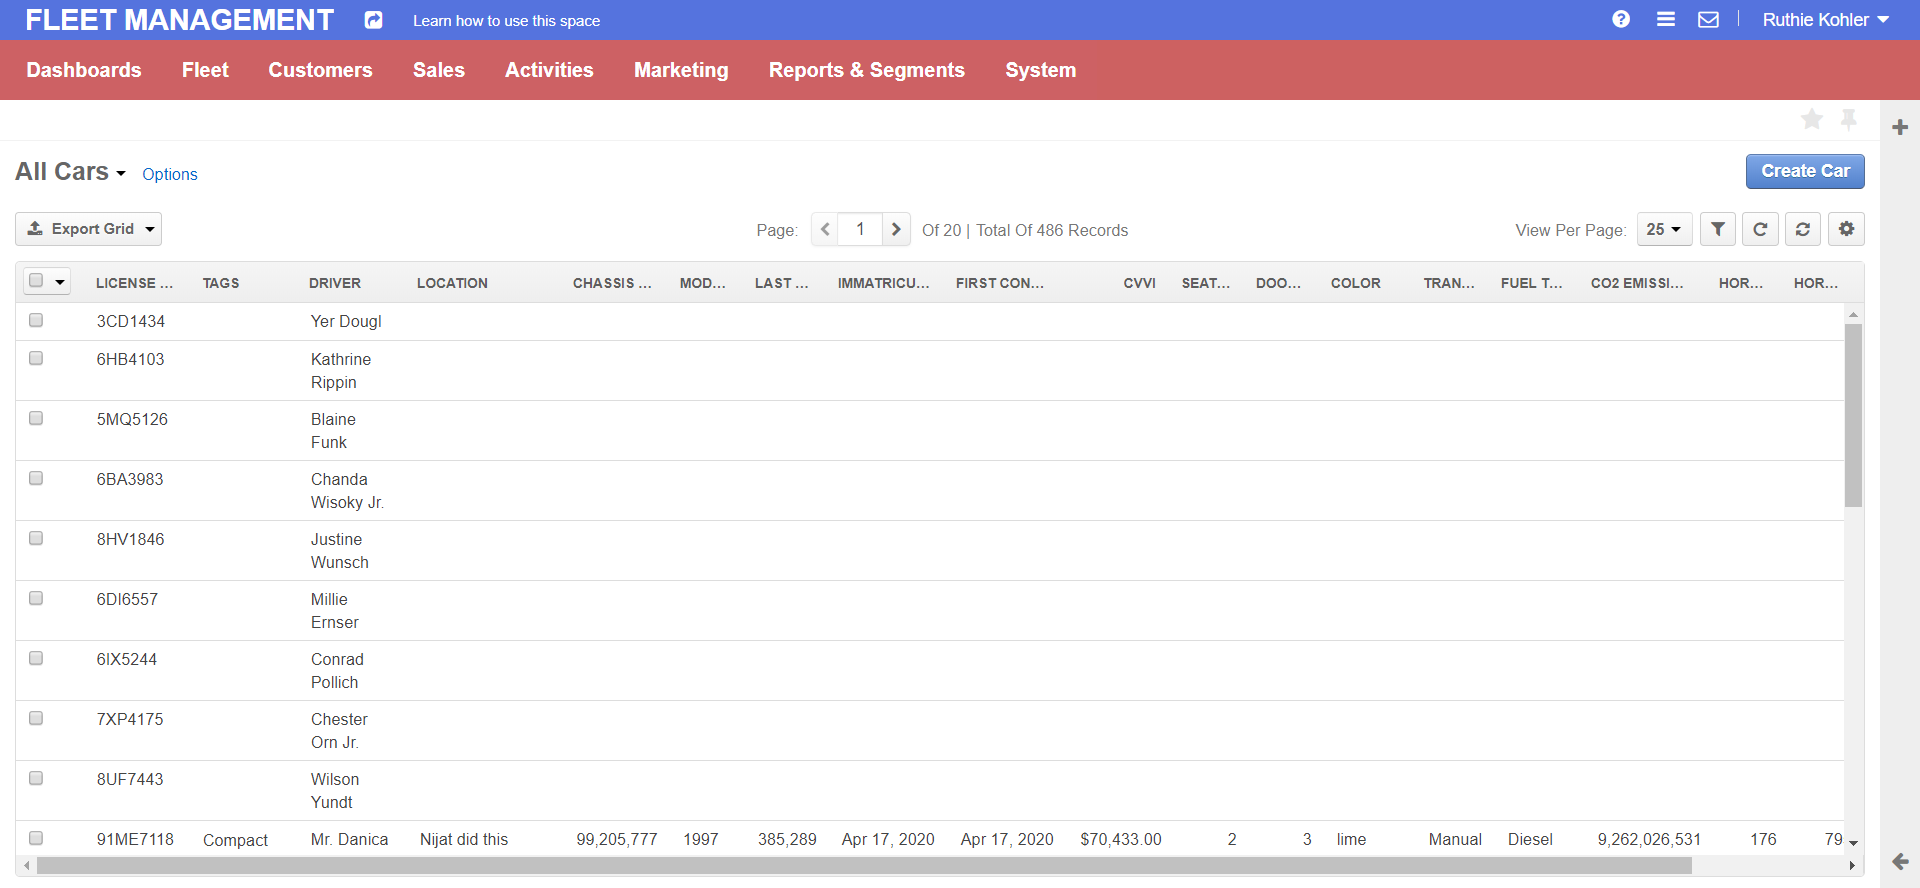 FLEET MANAGEMENT Learn how to use this space Ruthie Kohler
Dashboards Fleet Customers Sales Activities Marketing Reports & Segments System
All Cars Options Create Car
Export Grid Page: 1 Of 20 | Total Of 486 Records View Per Page: 25
LICENSE ... TAGS DRIVER LOCATION CHASSIS ... MOD... LAST ... IMMATRICU... FIRST CON... CVVI SEAT... DOO... COLOR TRAN... FUEL T... CO2 EMISSI... HOR... HOR...
3CD1434 Yer Dougl
6HB4103 Kathrine
Rippin
5MQ5126 Blaine
Funk
6BA3983 Chanda
Wisoky Jr.
8HV1846 Justine
Wunsch
6DI6557 Millie
Ernser
6IX5244 Conrad
Pollich
7XP4175 Chester
Orn Jr.
8UF7443 Wilson
Yundt
91ME7118 Compact Mr. Danica Nijat did this 99,205,777 1997 385,289 Apr 17, 2020 Apr 17, 2020 $70,433.00 2 3 lime Manual Diesel 9,262,026,531 176 79